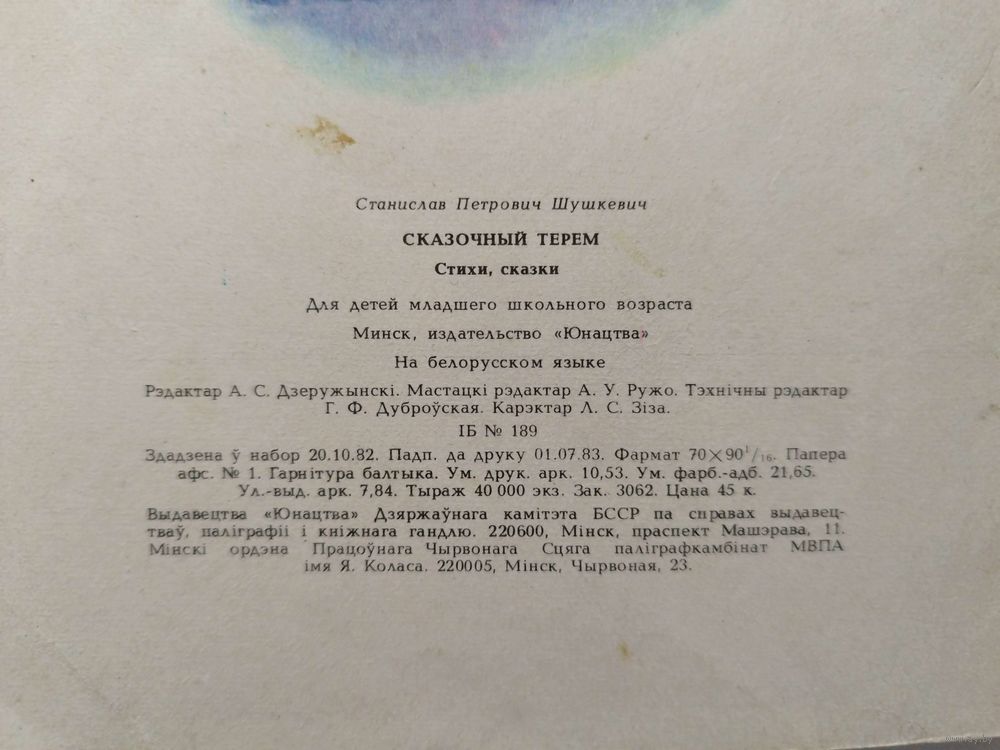 Станислав Петрович Шушкевич
СКАЗОЧНЫЙ ТЕРЕМ
Стихи, сказки
Для детей младшего школьного возраста
Минск, издательство «Юнацтва»
На белорусском языке
Рэдактар А. С. Дзеружынскі. Мастацкі рэдактар А. У. Ружо. Тэхнічны рэдактар
Г. Ф. Дуброўская. Карэктар Л. С. Зіза.
ІБ № 189
Здадзена ў набор 20.10.82. Падп. да друку 01.07.83. Фармат 70×90¹/₁₆. Папера
афс. № 1. Гарнітура балтыка. Ум. друк. арк. 10,53. Ум. фарб.-адб. 21,65.
Ул.-выд. арк. 7,84. Тыраж 40 000 экз. Зак. 3062. Цана 45 к.
Выдавецтва «Юнацтва» Дзяржаўнага камітэта БССР па справах выдавец-
тваў, паліграфіі і кніжнага гандлю. 220600, Мінск, праспект Машэрава, 11.
Мінскі ордэна Працоўнага Чырвонага Сцяга паліграфкамбінат МВПА
імя Я. Коласа. 220005, Мінск, Чырвоная, 23.